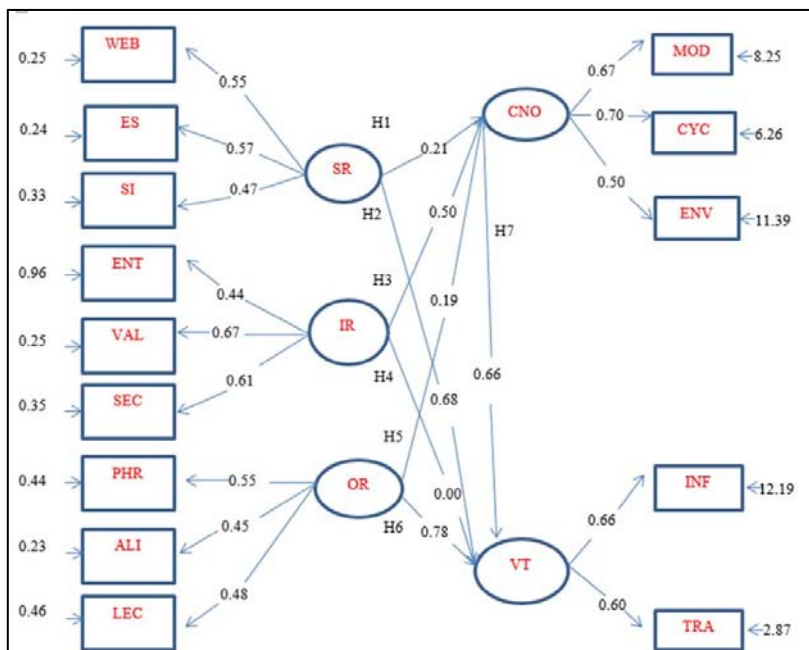 WEB
0.25
0.55
ES
0.24
0.57
SI
0.33
0.47
ENT
0.96
0.44
VAL
0.25
0.67
SEC
0.35
0.61
PHR
0.44
0.55
ALI
0.23
0.45
LEC
0.46
0.48
SR
IR
OR
H1
0.21
H2
0.50
H3
0.19
H4
0.68
H5
0.00
H6
0.78
H7
0.66
CNO
0.67
MOD
8.25
0.70
CYC
6.26
0.50
ENV
11.39
VT
0.66
INF
12.19
0.60
TRA
2.87